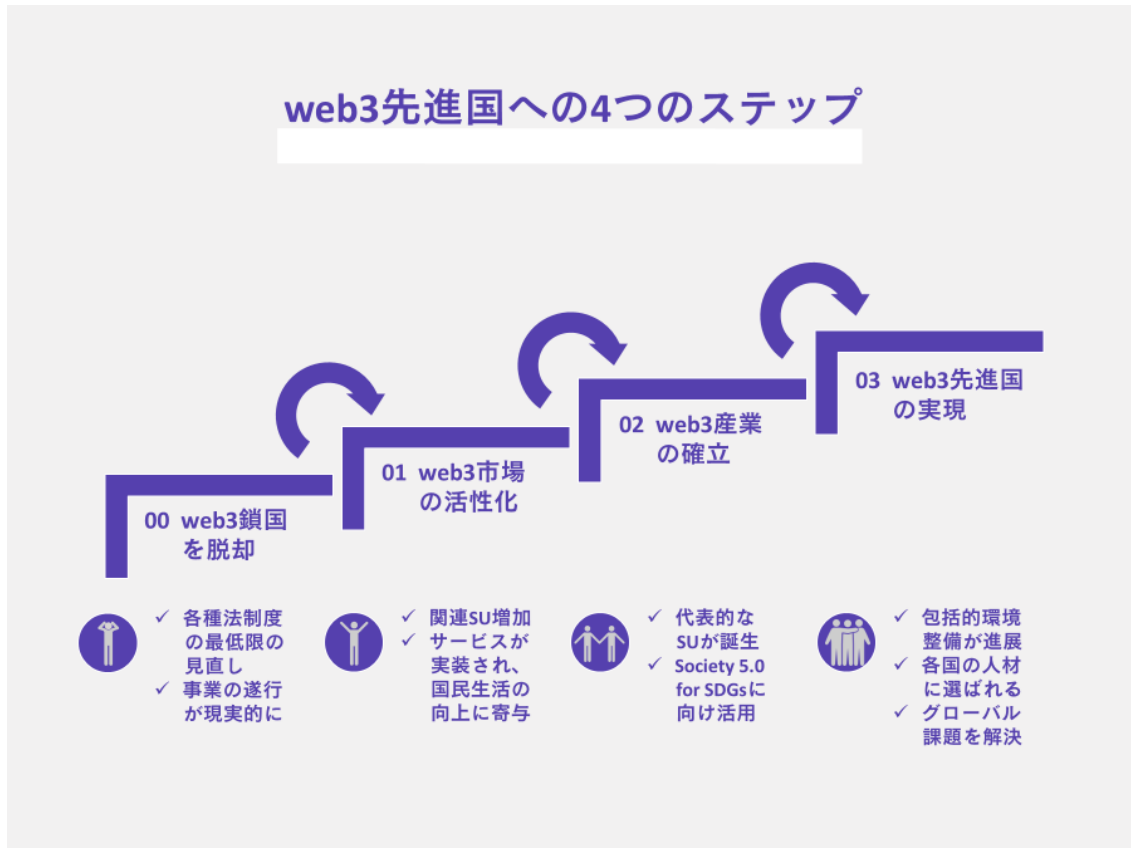 web3先進国への4つのステップ
00 web3鎖国
を脱却
01 web3市場
の活性化
02 web3産業
の確立
03 web3先進国
の実現
✓ 各種法制度
の最低限の
見直し
✓ 事業の遂行
が現実的に
✓ 関連SU増加
✓ サービスが
実装され、
国民生活の
向上に寄与
✓ 代表的な
SUが誕生
✓ Society 5.0
for SDGsに
向け活用
✓ 包括的環境
整備が進展
✓ 各国の人材
に選ばれる
✓ グローバル
課題を解決